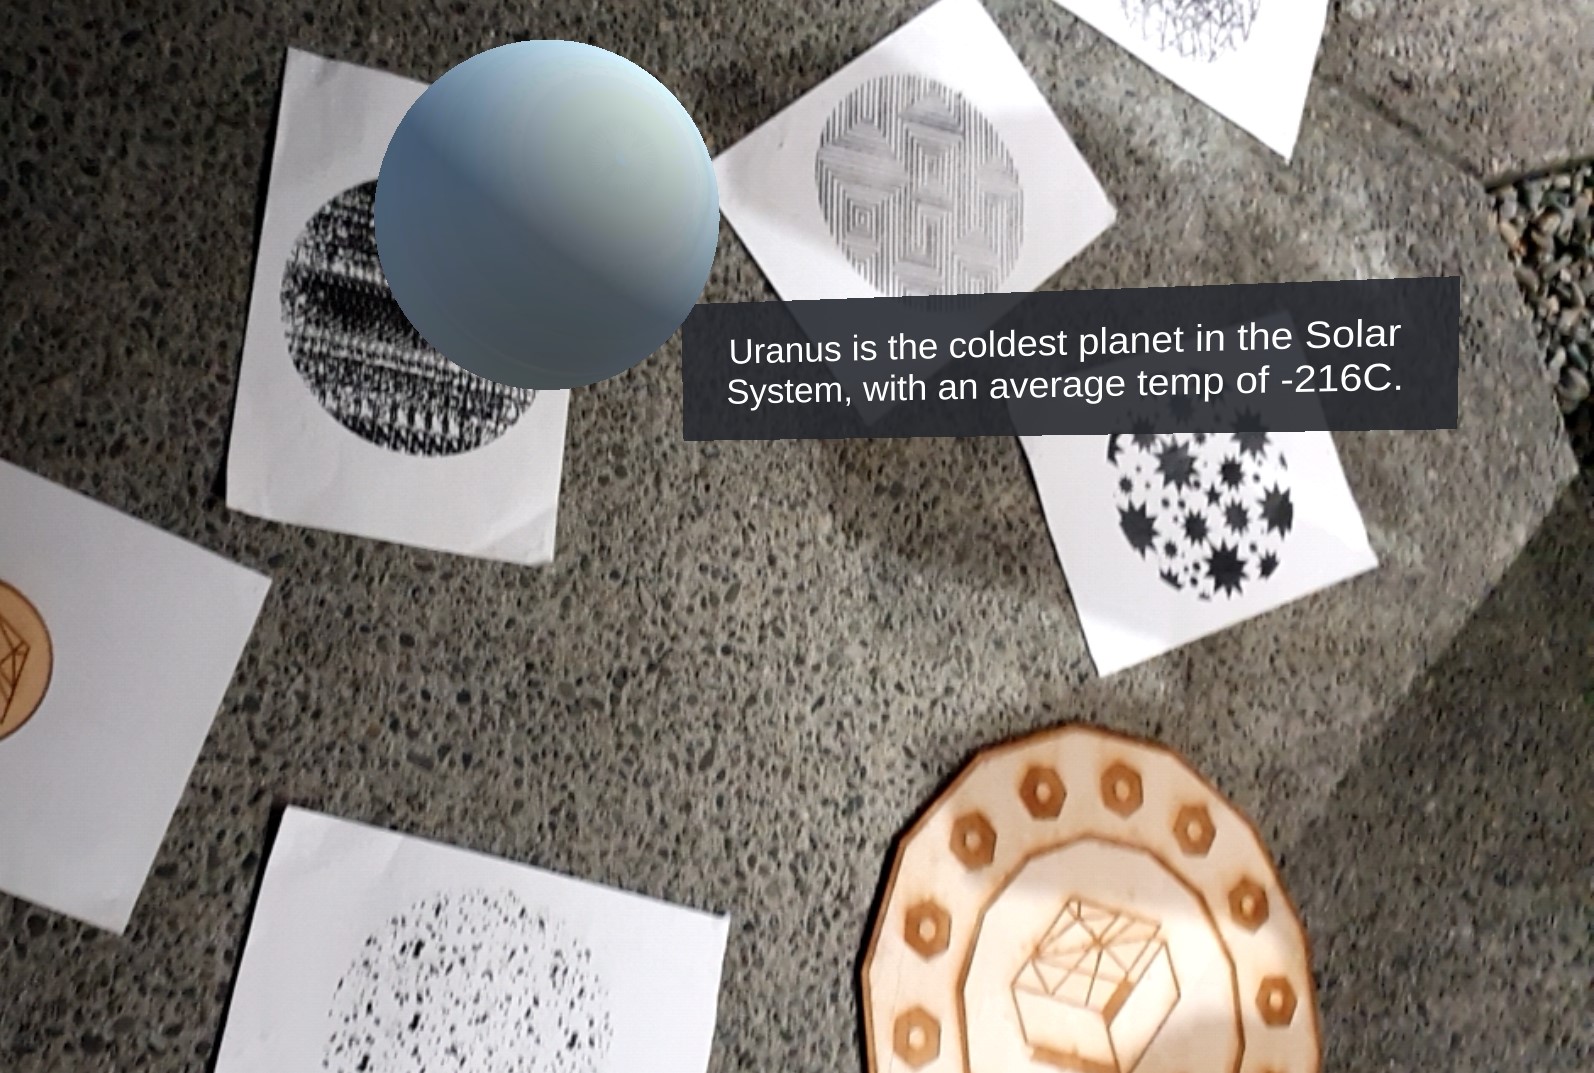 Uranus is the coldest planet in the Solar
System, with an average temp of -216C.